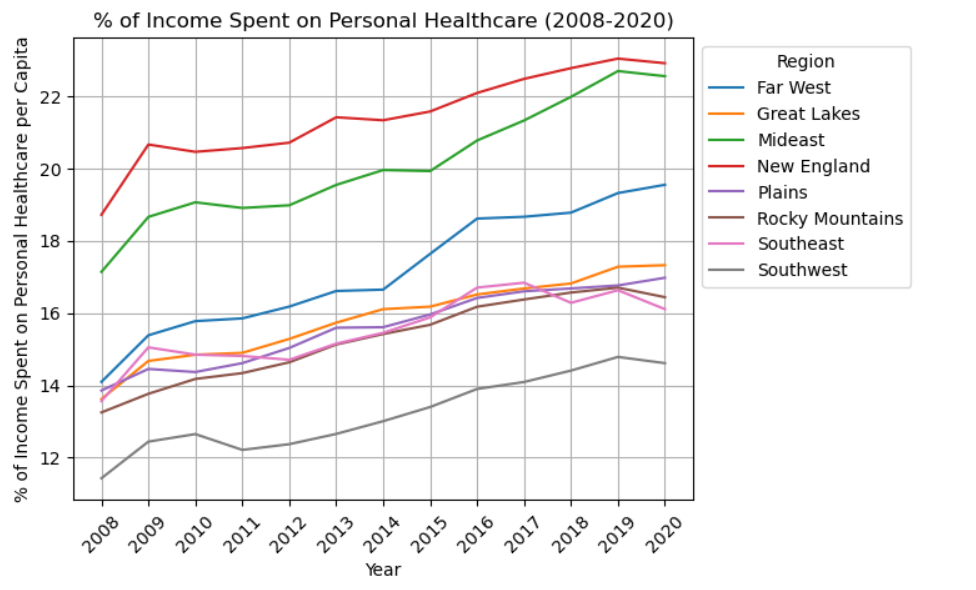 % of Income Spent on Personal Healthcare (2008-2020)
% of Income Spent on Personal Healthcare per Capita
22
20
18
16
14
12
2008
2009
2010
2011
2012
2013
2014
2015
2016
2017
2018
2019
2020
Year
Region
Far West
Great Lakes
Mideast
New England
Plains
Rocky Mountains
Southeast
Southwest